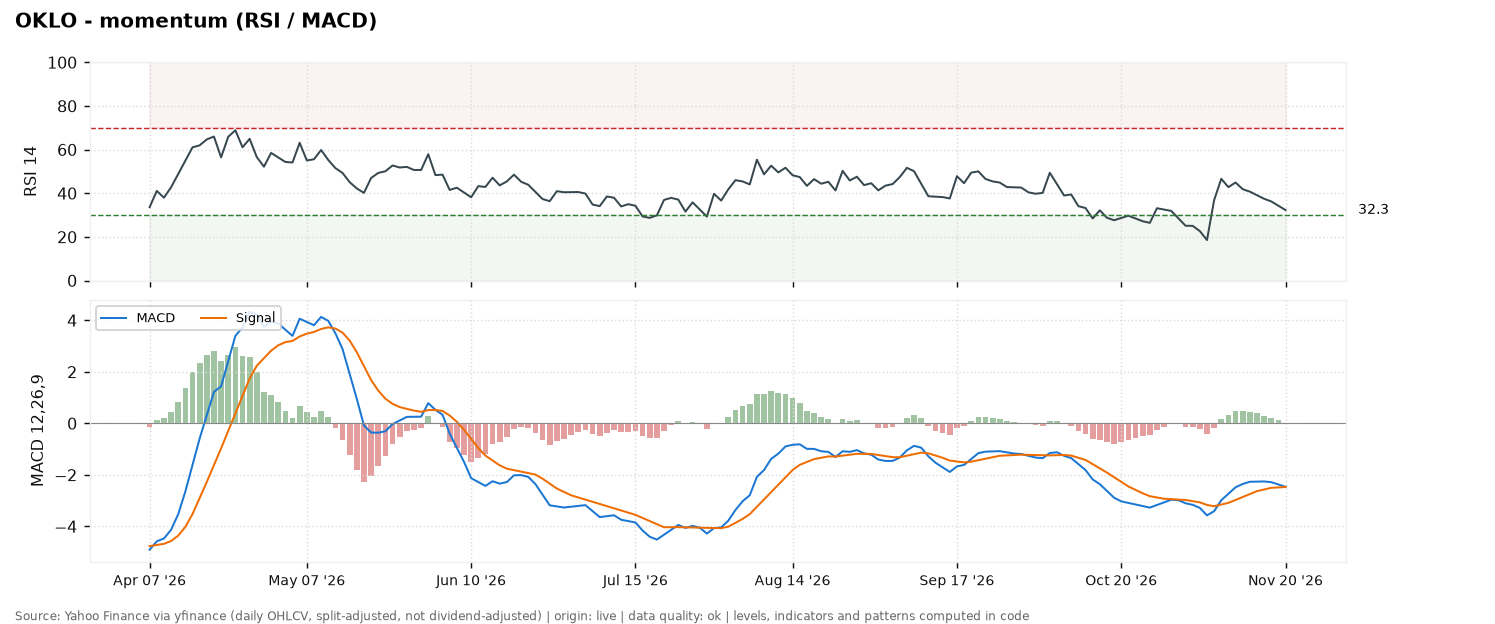 OKLO - momentum (RSI / MACD)
100
80
60
40
20
0
RSI 14
32.3
MACD
Signal
4
2
0
−2
−4
MACD 12,26,9
Apr 07 '26
May 07 '26
Jun 10 '26
Jul 15 '26
Aug 14 '26
Sep 17 '26
Oct 20 '26
Nov 20 '26
Source: Yahoo Finance via yfinance (daily OHLCV, split-adjusted, not dividend-adjusted) | origin: live | data quality: ok | levels, indicators and patterns computed in code